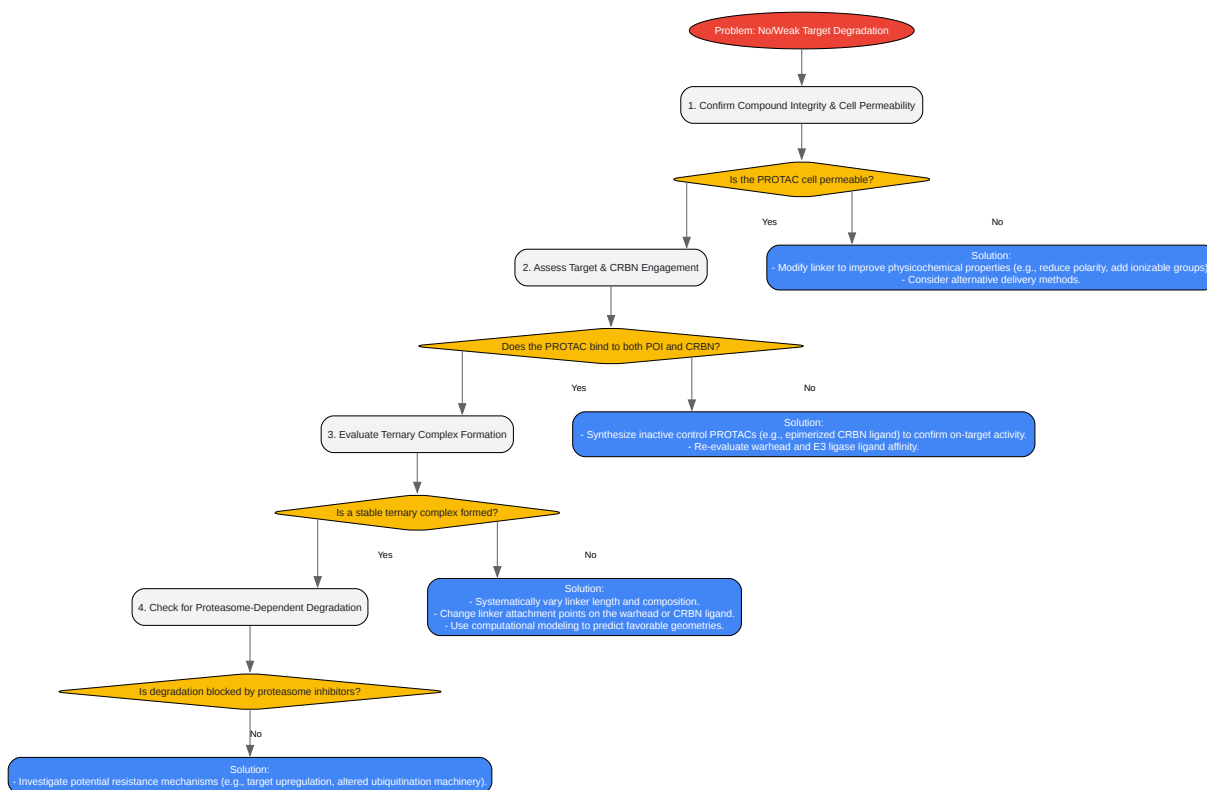 Problem: No/Weak Target Degradation
1. Confirm Compound Integrity & Cell Permeability
Is the PROTAC cell permeable?
Yes
No
2. Assess Target & CRBN Engagement
Solution:
- Modify linker to improve physicochemical properties (e.g., reduce polarity, add ionizable groups)
- Consider alternative delivery methods.
Does the PROTAC bind to both POI and CRBN?
Yes
No
3. Evaluate Ternary Complex Formation
Solution:
- Synthesize inactive control PROTACs (e.g., epimerized CRBN ligand) to confirm on-target activity.
- Re-evaluate warhead and E3 ligase ligand affinity.
Is a stable ternary complex formed?
Yes
No
4. Check for Proteasome-Dependent Degradation
Solution:
- Systematically vary linker length and composition.
- Change linker attachment points on the warhead or CRBN ligand.
- Use computational modeling to predict favorable geometries.
Is degradation blocked by proteasome inhibitors?
No
Solution:
- Investigate potential resistance mechanisms (e.g., target upregulation, altered ubiquitination machinery).